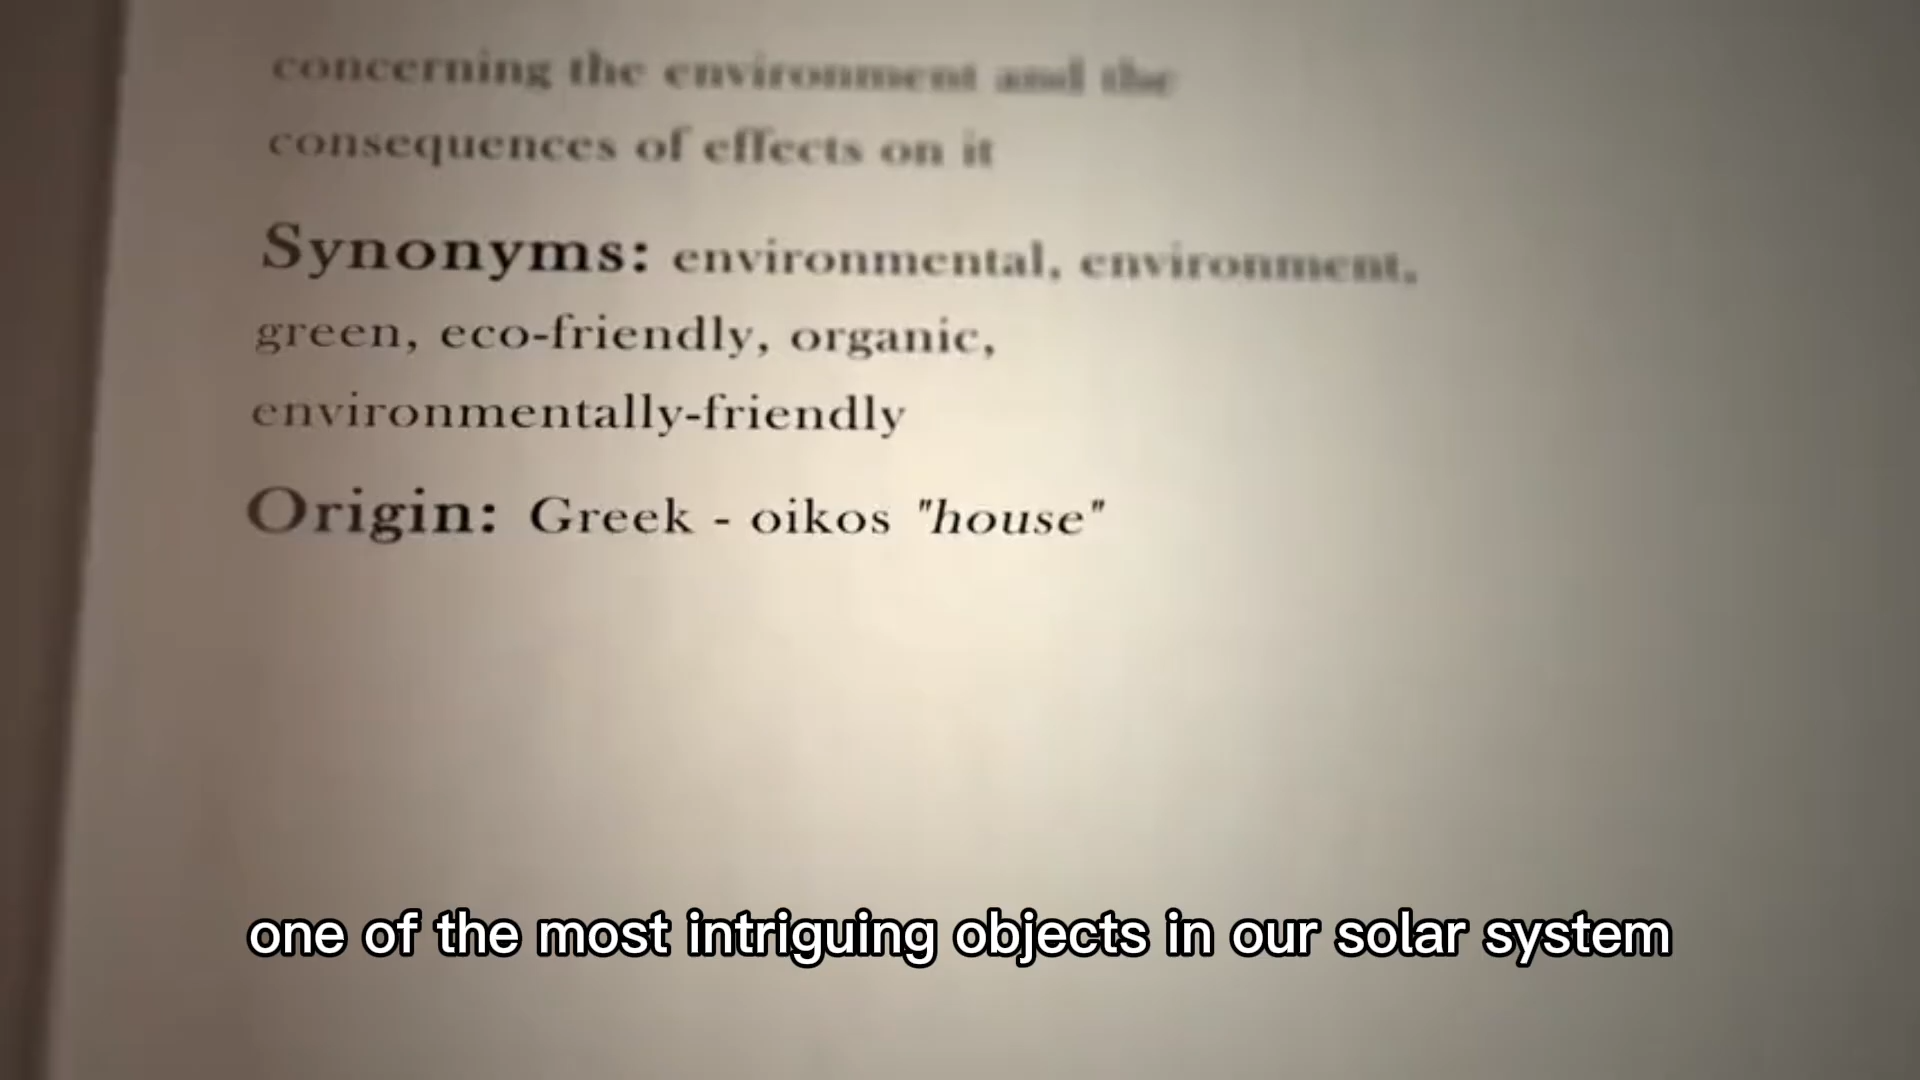 concerning the environment and the
consequences of effects on it
Synonyms: environmental, environment,
green, eco-friendly, organic,
environmentally-friendly
Origin: Greek - oikos "house"
one of the most intriguing objects in our solar system